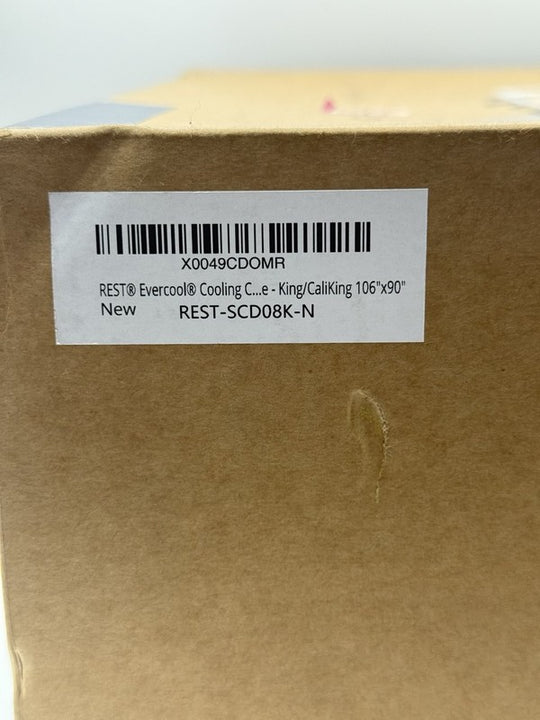 X0049CDOMR
REST® Evercool® Cooling C...e - King/CaliKing 106"x90"
New REST-SCD08K-N